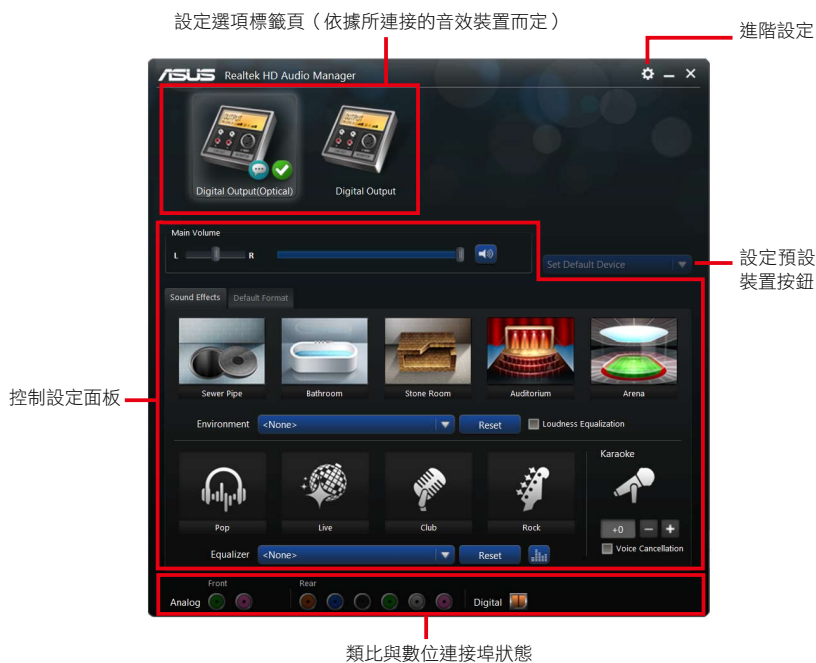 設定選項標籤頁（依據所連接的音效裝置而定）
進階設定
ASUS Realtek HD Audio Manager
OUTPUT
OUTPUT
Digital Output(Optical)
Digital Output
Main Volume
L
R
Set Default Device
設定預設
裝置按鈕
Sound Effects
Default Format
Sewer Pipe
Bathroom
Stone Room
Auditorium
Arena
控制設定面板
Environment
<None>
Reset
Loudness Equalization
Karaoke
Pop
Live
Club
Rock
+0
Equalizer
<None>
Reset
Voice Cancellation
Front
Rear
Analog
Digital
類比與數位連接埠狀態